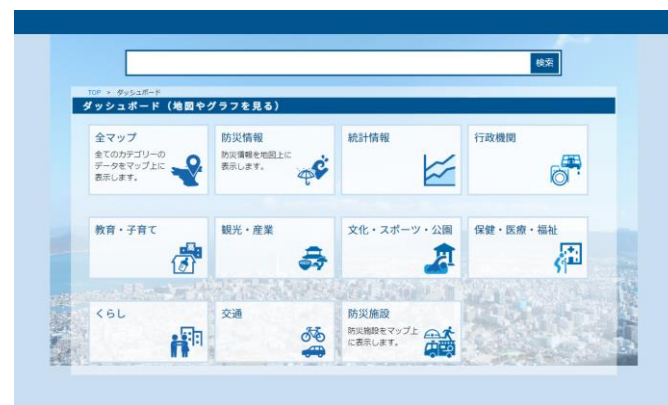 検索
TOP > ダッシュボード
ダッシュボード（地図やグラフを見る）
全マップ
全てのカテゴリーの
データをマップ上に
表示します。
防災情報
防災情報を地図上に
表示します。
統計情報
行政機関
教育・子育て
観光・産業
文化・スポーツ・公園
保健・医療・福祉
くらし
交通
防災施設
防災施設をマップ上
に表示します。